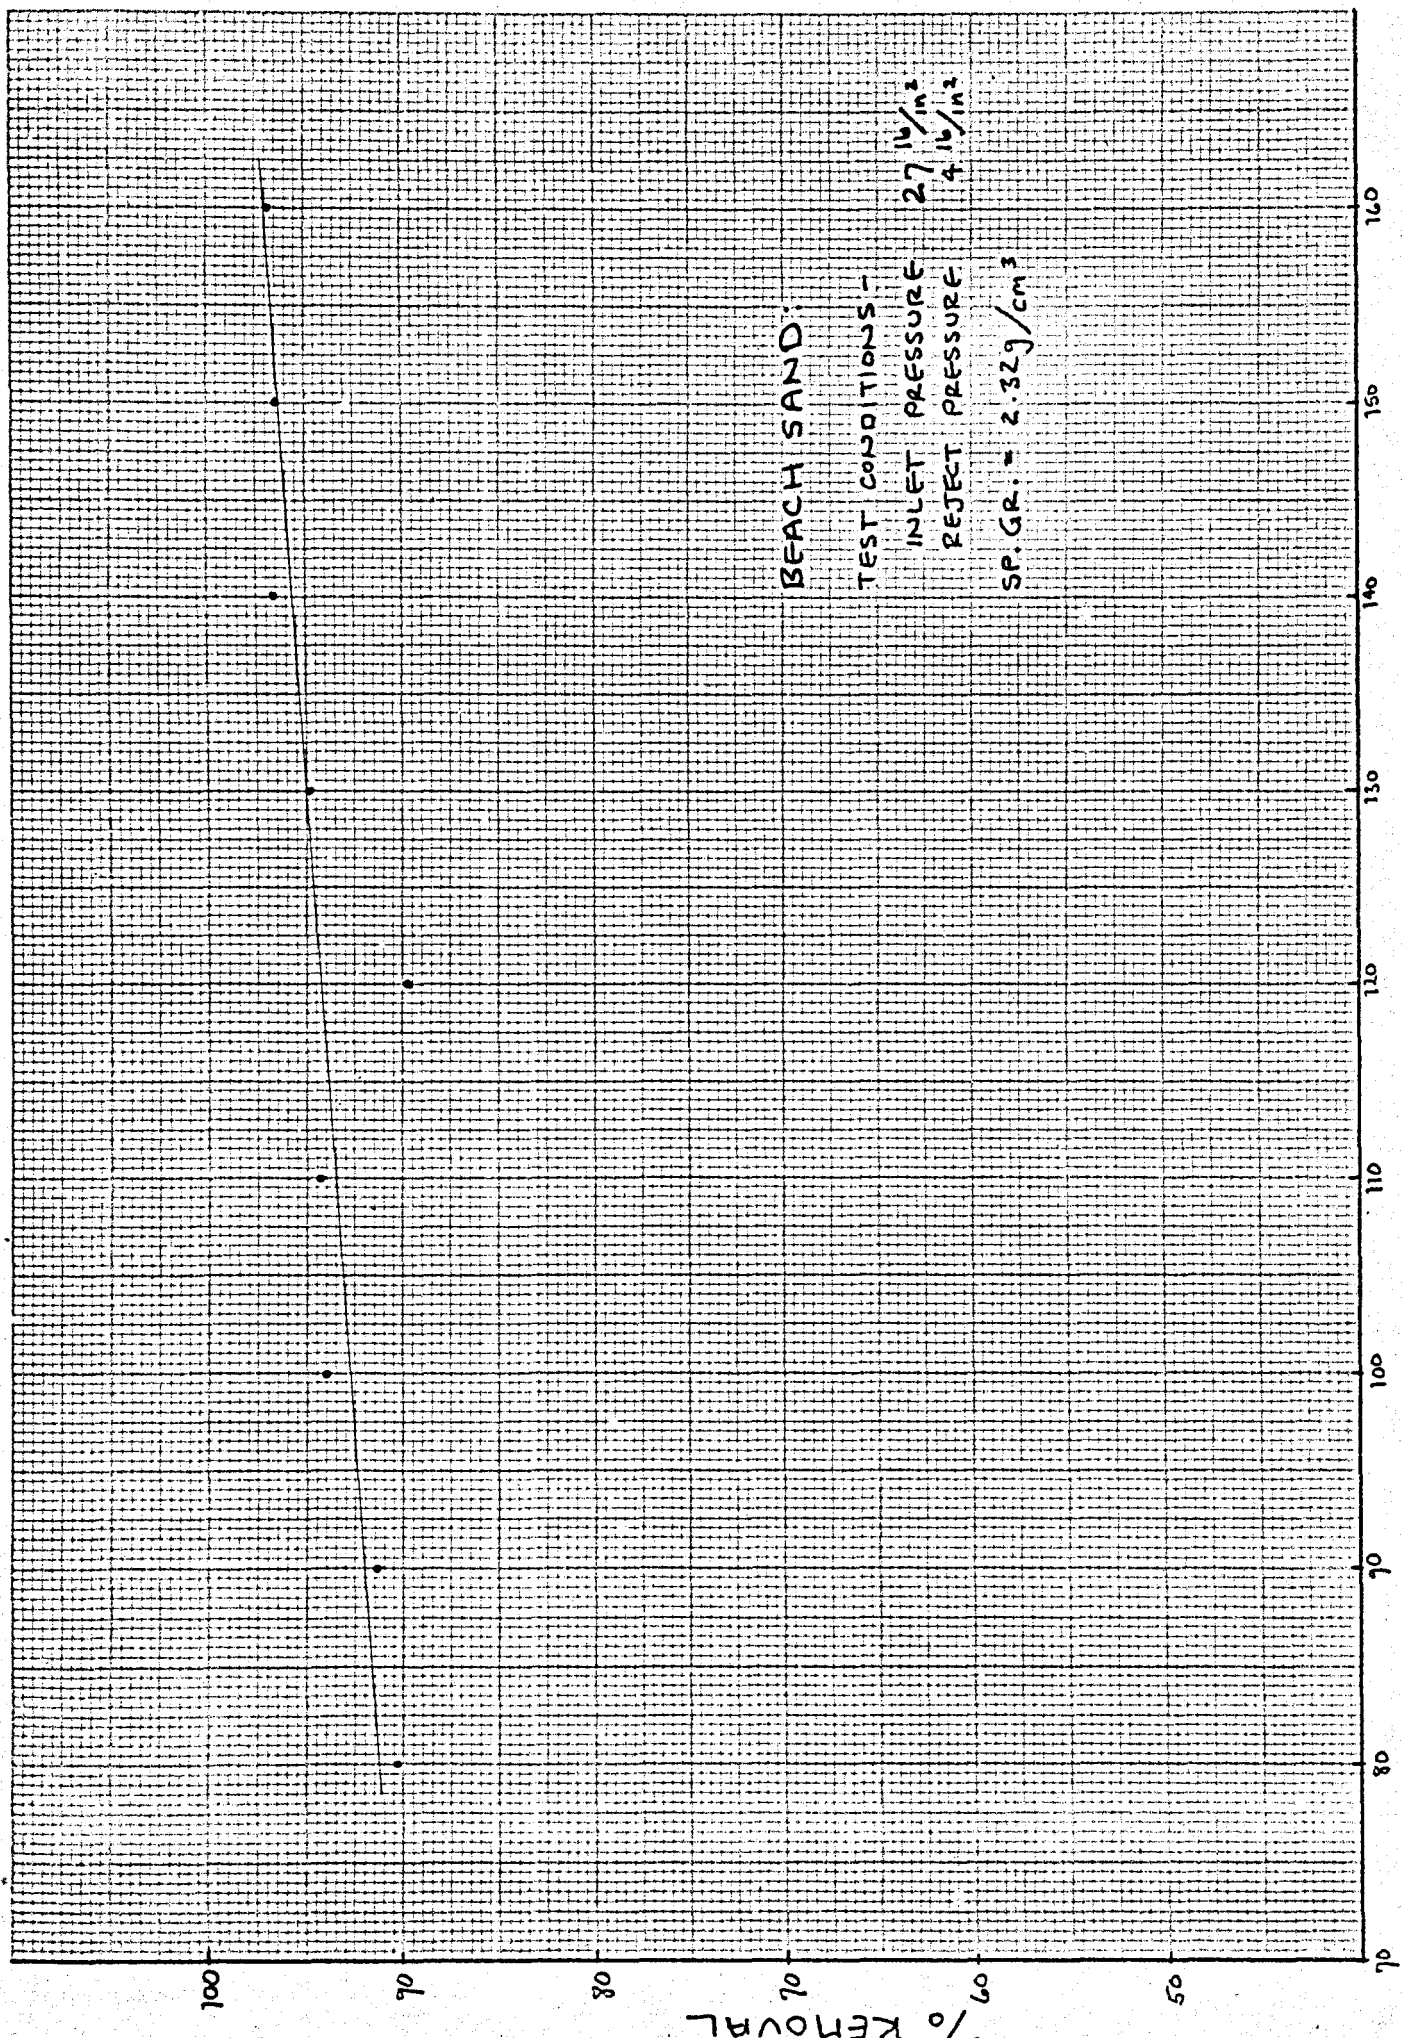 % REMOVAL
100
90
80
70
60
50
BEACH SAND:
TEST CONDITIONS-
INLET PRESSURE 27 lb/in²
REJECT PRESSURE 4 lb/in²
SP. GR. = 2.32g/cm³
70
80
90
100
110
120
130
140
150
160